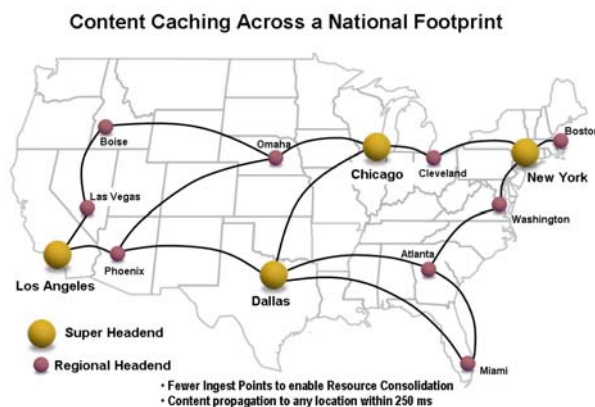 Content Caching Across a National Footprint
Boise
Omaha
Chicago
Cleveland
Boston
New York
Las Vegas
Washington
Los Angeles
Phoenix
Dallas
Atlanta
Miami
Super Headend
Regional Headend
• Fewer Ingest Points to enable Resource Consolidation
• Content propagation to any location within 250 ms